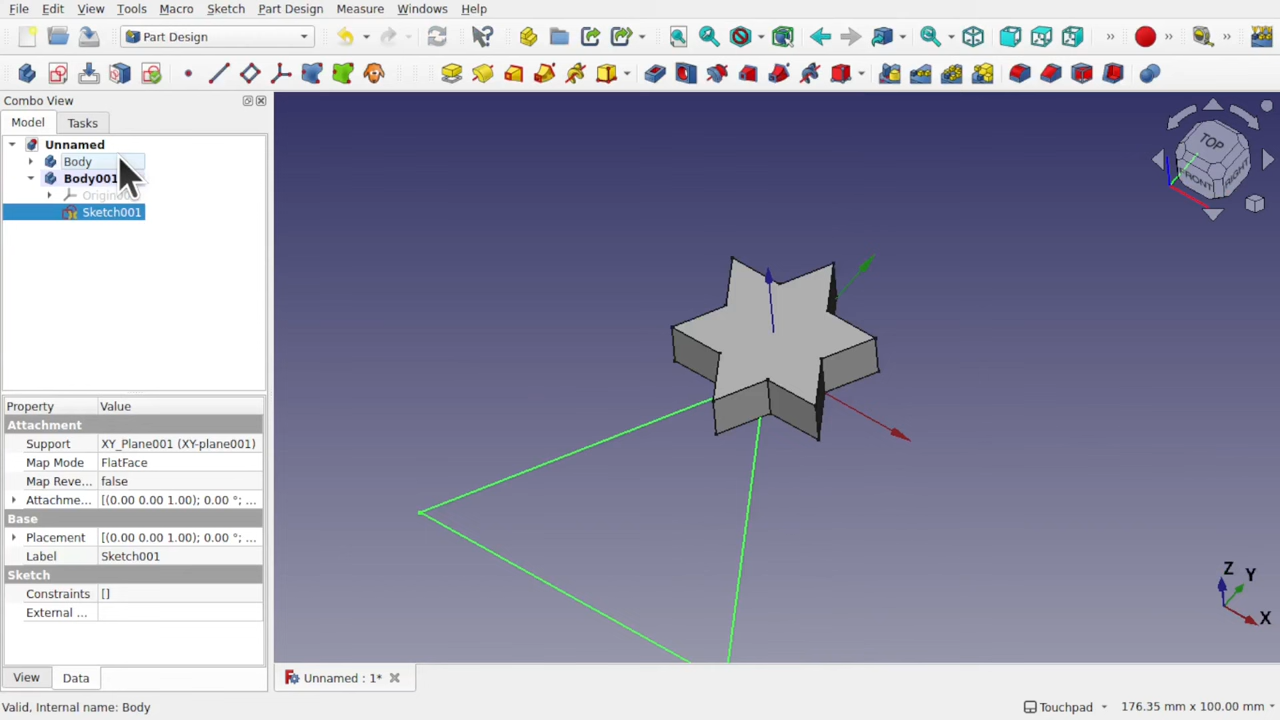 File Edit View Tools Macro Sketch Part Design Measure Windows Help
Part Design
Combo View
Model Tasks
Unnamed
Body
Body001
Sketch001
TOP
FRONT
RIGHT
Property Value
Attachment
Support XY_Plane001 (XY-plane001)
Map Mode FlatFace
Map Reve... false
Attachme... [(0.00 0.00 1.00); 0.00 °; ...
Base
Placement [(0.00 0.00 1.00); 0.00 °; ...
Label Sketch001
Sketch
Constraints []
External ...
Z
Y
X
View Data
Unnamed : 1*
Valid, Internal name: Body
Touchpad 176.35 mm x 100.00 mm